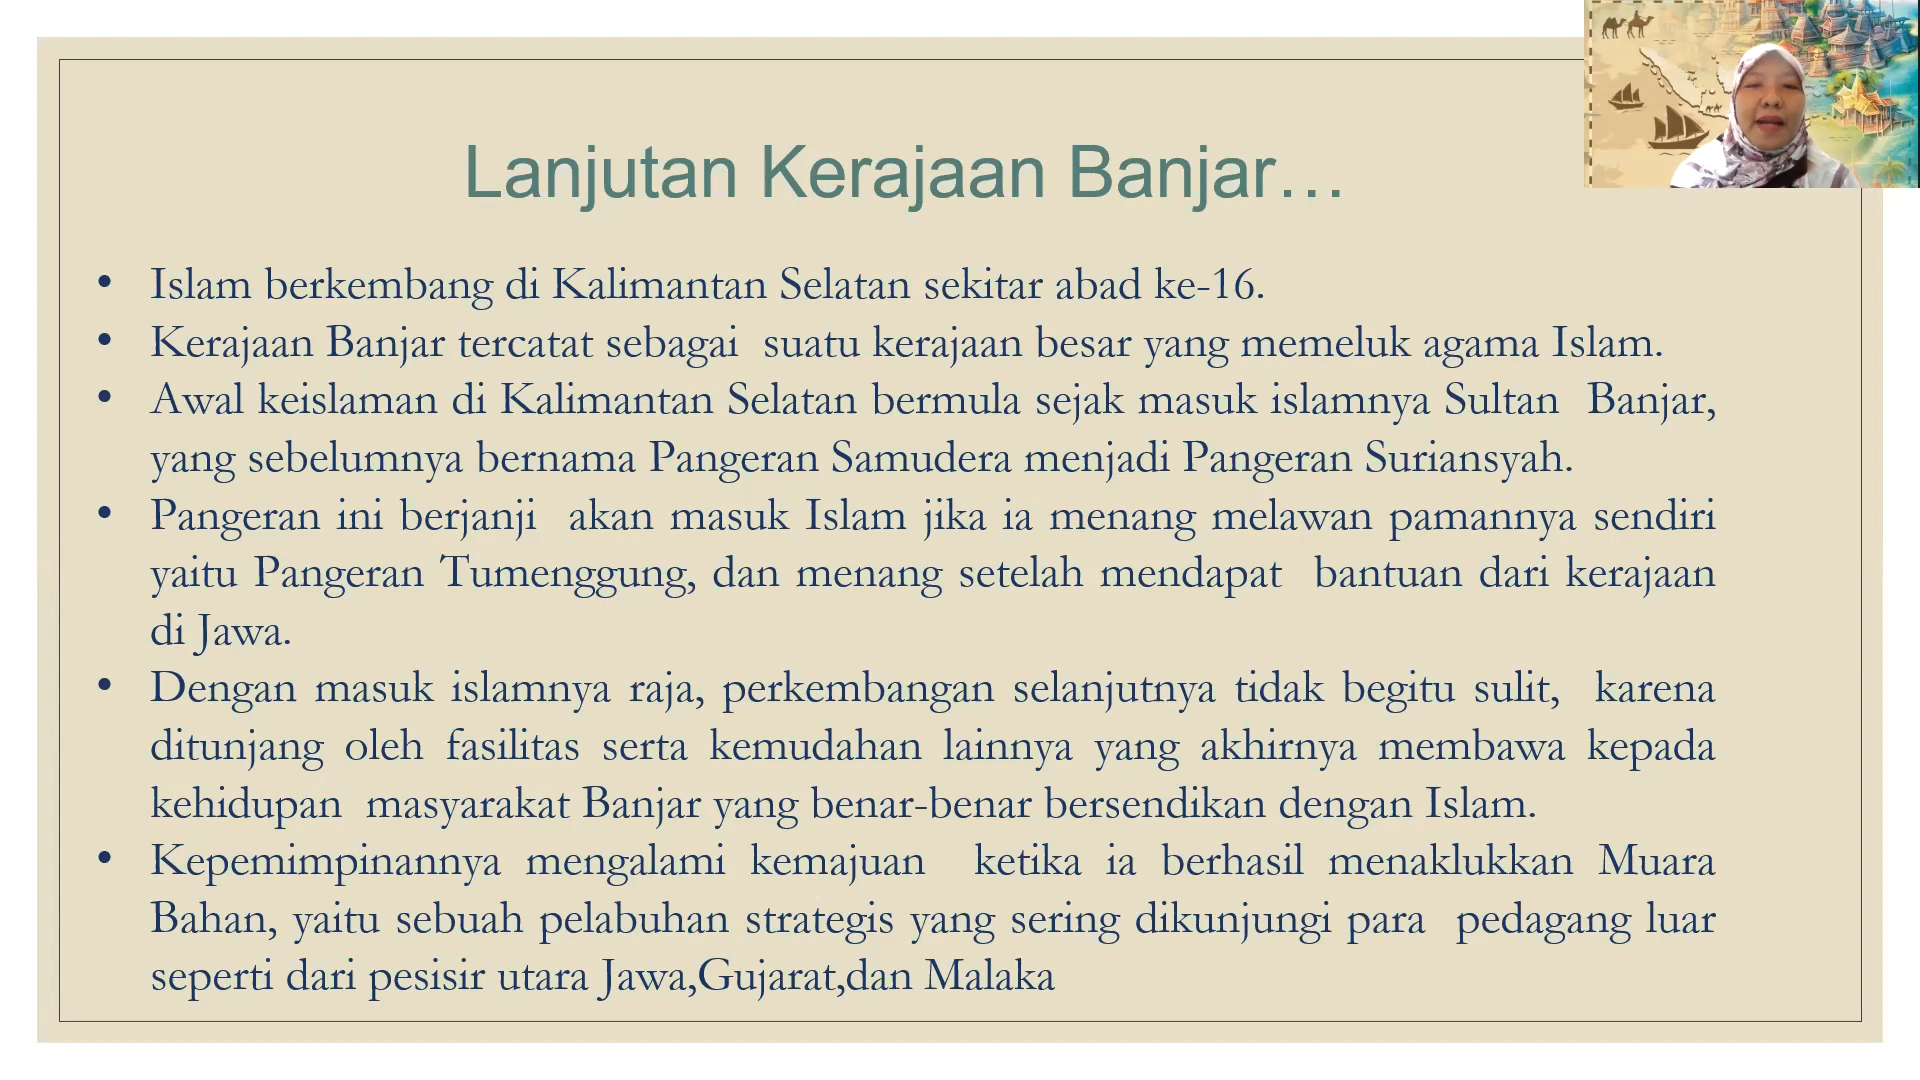 Lanjutan Kerajaan Banjar…
• Islam berkembang di Kalimantan Selatan sekitar abad ke-16.
• Kerajaan Banjar tercatat sebagai suatu kerajaan besar yang memeluk agama Islam.
• Awal keislaman di Kalimantan Selatan bermula sejak masuk islamnya Sultan Banjar,
yang sebelumnya bernama Pangeran Samudera menjadi Pangeran Suriansyah.
• Pangeran ini berjanji akan masuk Islam jika ia menang melawan pamannya sendiri
yaitu Pangeran Tumenggung, dan menang setelah mendapat bantuan dari kerajaan
di Jawa.
• Dengan masuk islamnya raja, perkembangan selanjutnya tidak begitu sulit, karena
ditunjang oleh fasilitas serta kemudahan lainnya yang akhirnya membawa kepada
kehidupan masyarakat Banjar yang benar-benar bersendikan dengan Islam.
• Kepemimpinannya mengalami kemajuan ketika ia berhasil menaklukkan Muara
Bahan, yaitu sebuah pelabuhan strategis yang sering dikunjungi para pedagang luar
seperti dari pesisir utara Jawa,Gujarat,dan Malaka